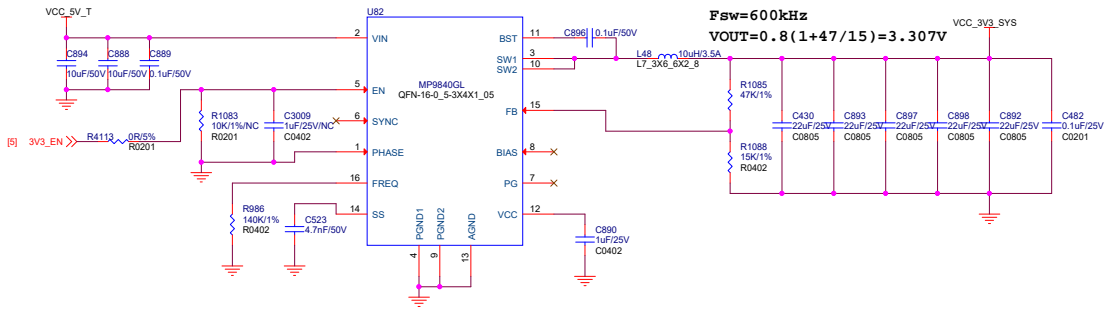 VCC_5V_T
U82
Fsw=600kHz
VOUT=0.8(1+47/15)=3.307V
VCC_3V3_SYS
C894
10uF/50V
C888
10uF/50V
C889
0.1uF/50V
2
VIN
5
EN
6
SYNC
1
PHASE
16
FREQ
14
SS
MP9840GL
QFN-16-0_5-3X4X1_05
BST
11
SW1
3
SW2
10
FB
15
BIAS
8
PG
7
VCC
12
PGND1
PGND2
AGND
4
9
13
C896
0.1uF/50V
L48
10uH/3.5A
L7_3X6_6X2_8
R1085
47K/1%
R1088
15K/1%
R0402
C430
22uF/25V
C0805
C893
22uF/25V
C0805
C897
22uF/25V
C0805
C898
22uF/25V
C0805
C892
22uF/25V
C0805
C482
0.1uF/25V
C0201
R1083
10K/1%/NC
R0201
C3009
1uF/25V/NC
C0402
[5]
3V3_EN
R4113
0R/5%
R0201
R986
140K/1%
R0402
C523
4.7nF/50V
C890
1uF/25V
C0402